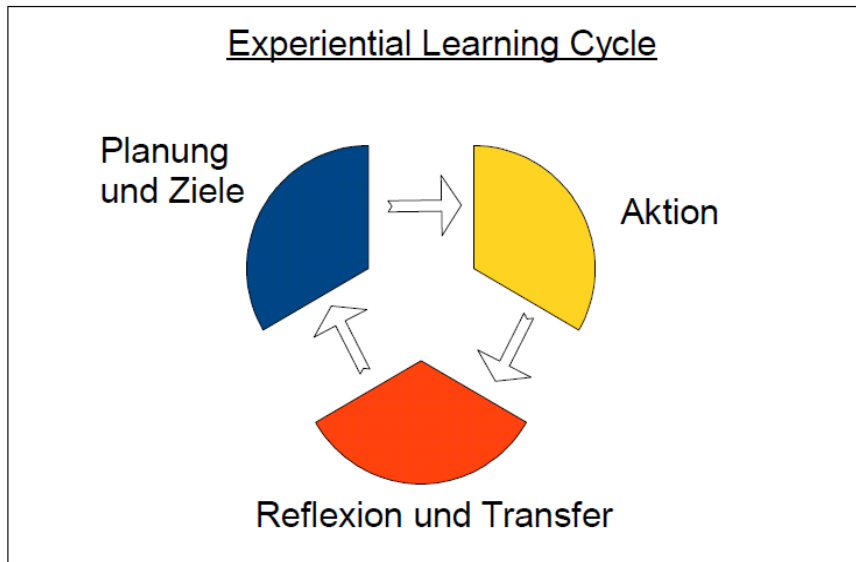 Experiential Learning Cycle
Planung
und Ziele
Aktion
Reflexion und Transfer